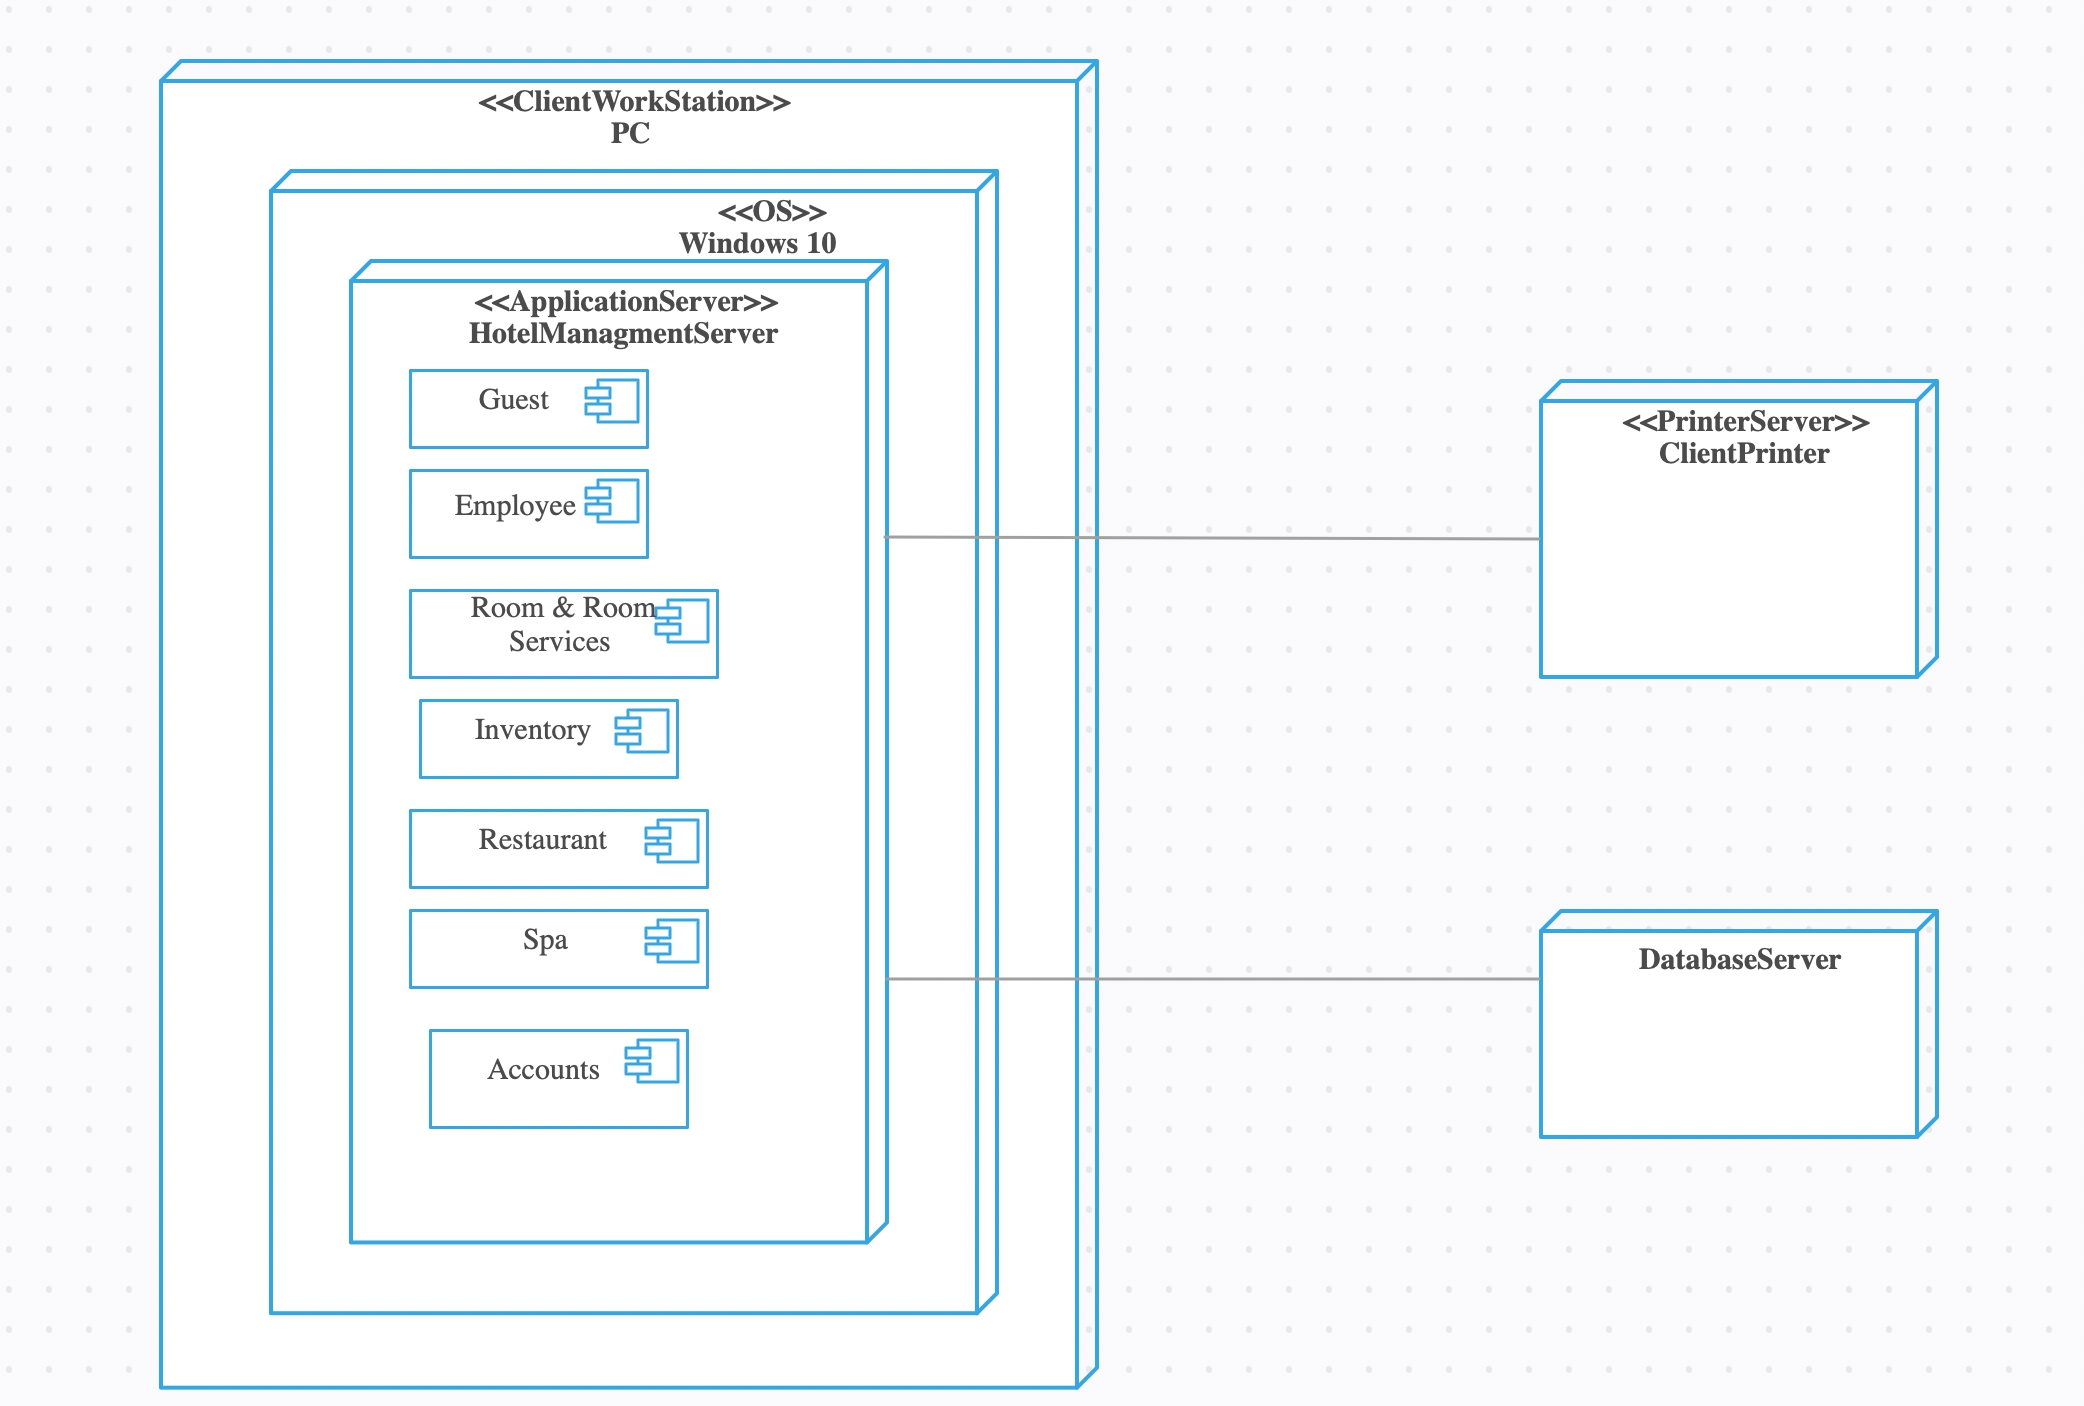 <<ClientWorkStation>>
PC
<<OS>>
Windows 10
<<ApplicationServer>>
HotelManagmentServer
Guest
Employee
Room & Room
Services
Inventory
Restaurant
Spa
Accounts
<<PrinterServer>>
ClientPrinter
DatabaseServer